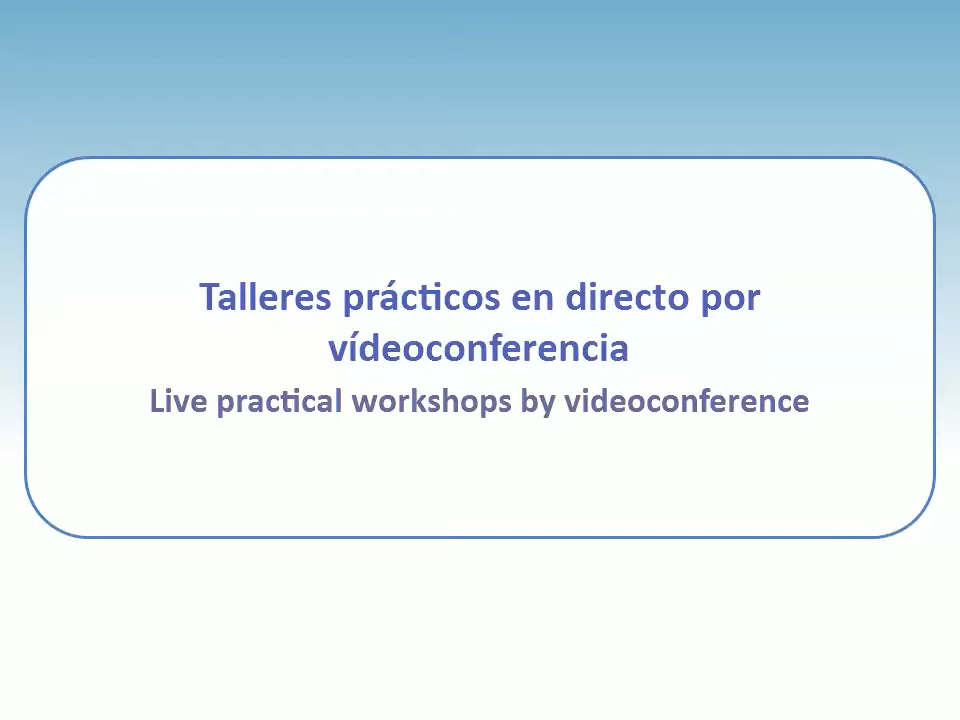 Talleres prácticos en directo por
vídeoconferencia
Live practical workshops by videoconference